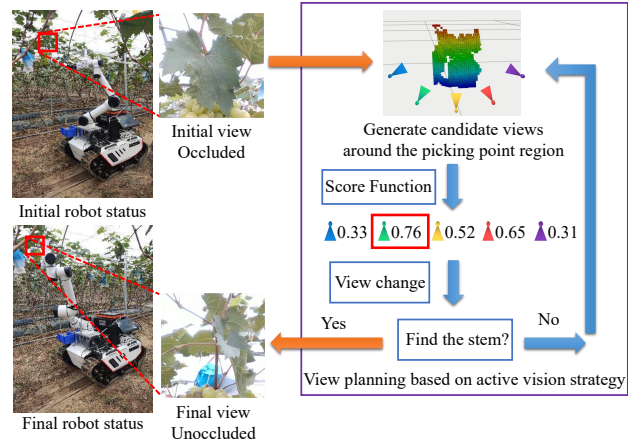 Initial view
Occluded
Initial robot status
Generate candidate views
around the picking point region
Score Function
0.33
0.76
0.52
0.65
0.31
View change
Find the stem?
Yes
No
View planning based on active vision strategy
Final view
Unoccluded
Final robot status